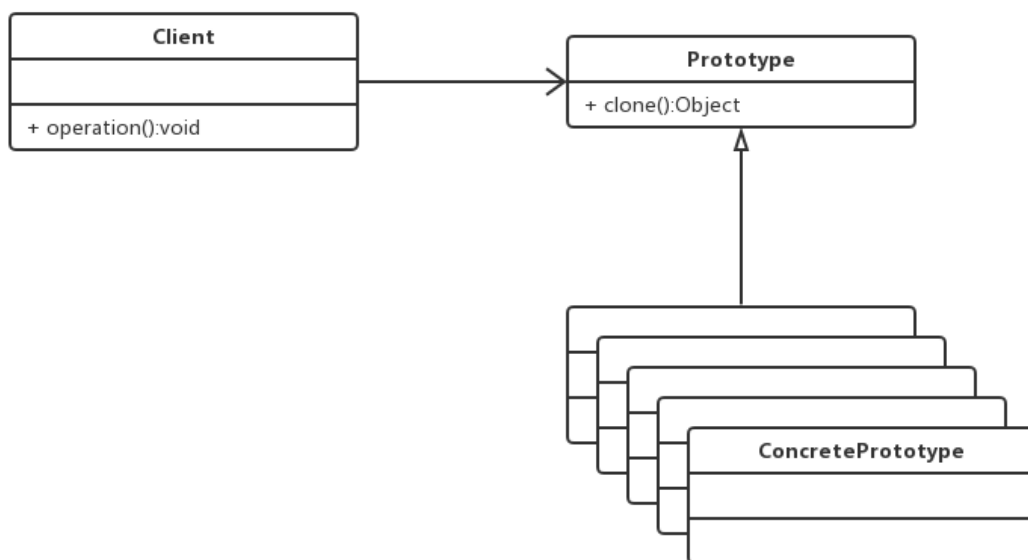 Client
+ operation():void
Prototype
+ clone():Object
ConcretePrototype